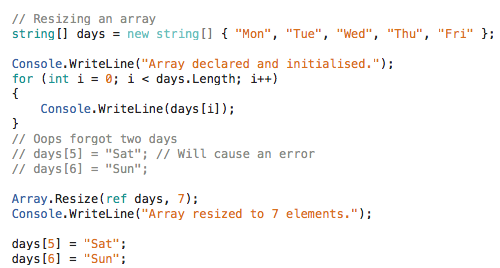 // Resizing an array
string[] days = new string[] { "Mon", "Tue", "Wed", "Thu", "Fri" };

Console.WriteLine("Array declared and initialised.");
for (int i = 0; i < days.Length; i++)
{
    Console.WriteLine(days[i]);
}
// Oops forgot two days
// days[5] = "Sat"; // Will cause an error
// days[6] = "Sun";

Array.Resize(ref days, 7);
Console.WriteLine("Array resized to 7 elements.");

days[5] = "Sat";
days[6] = "Sun";